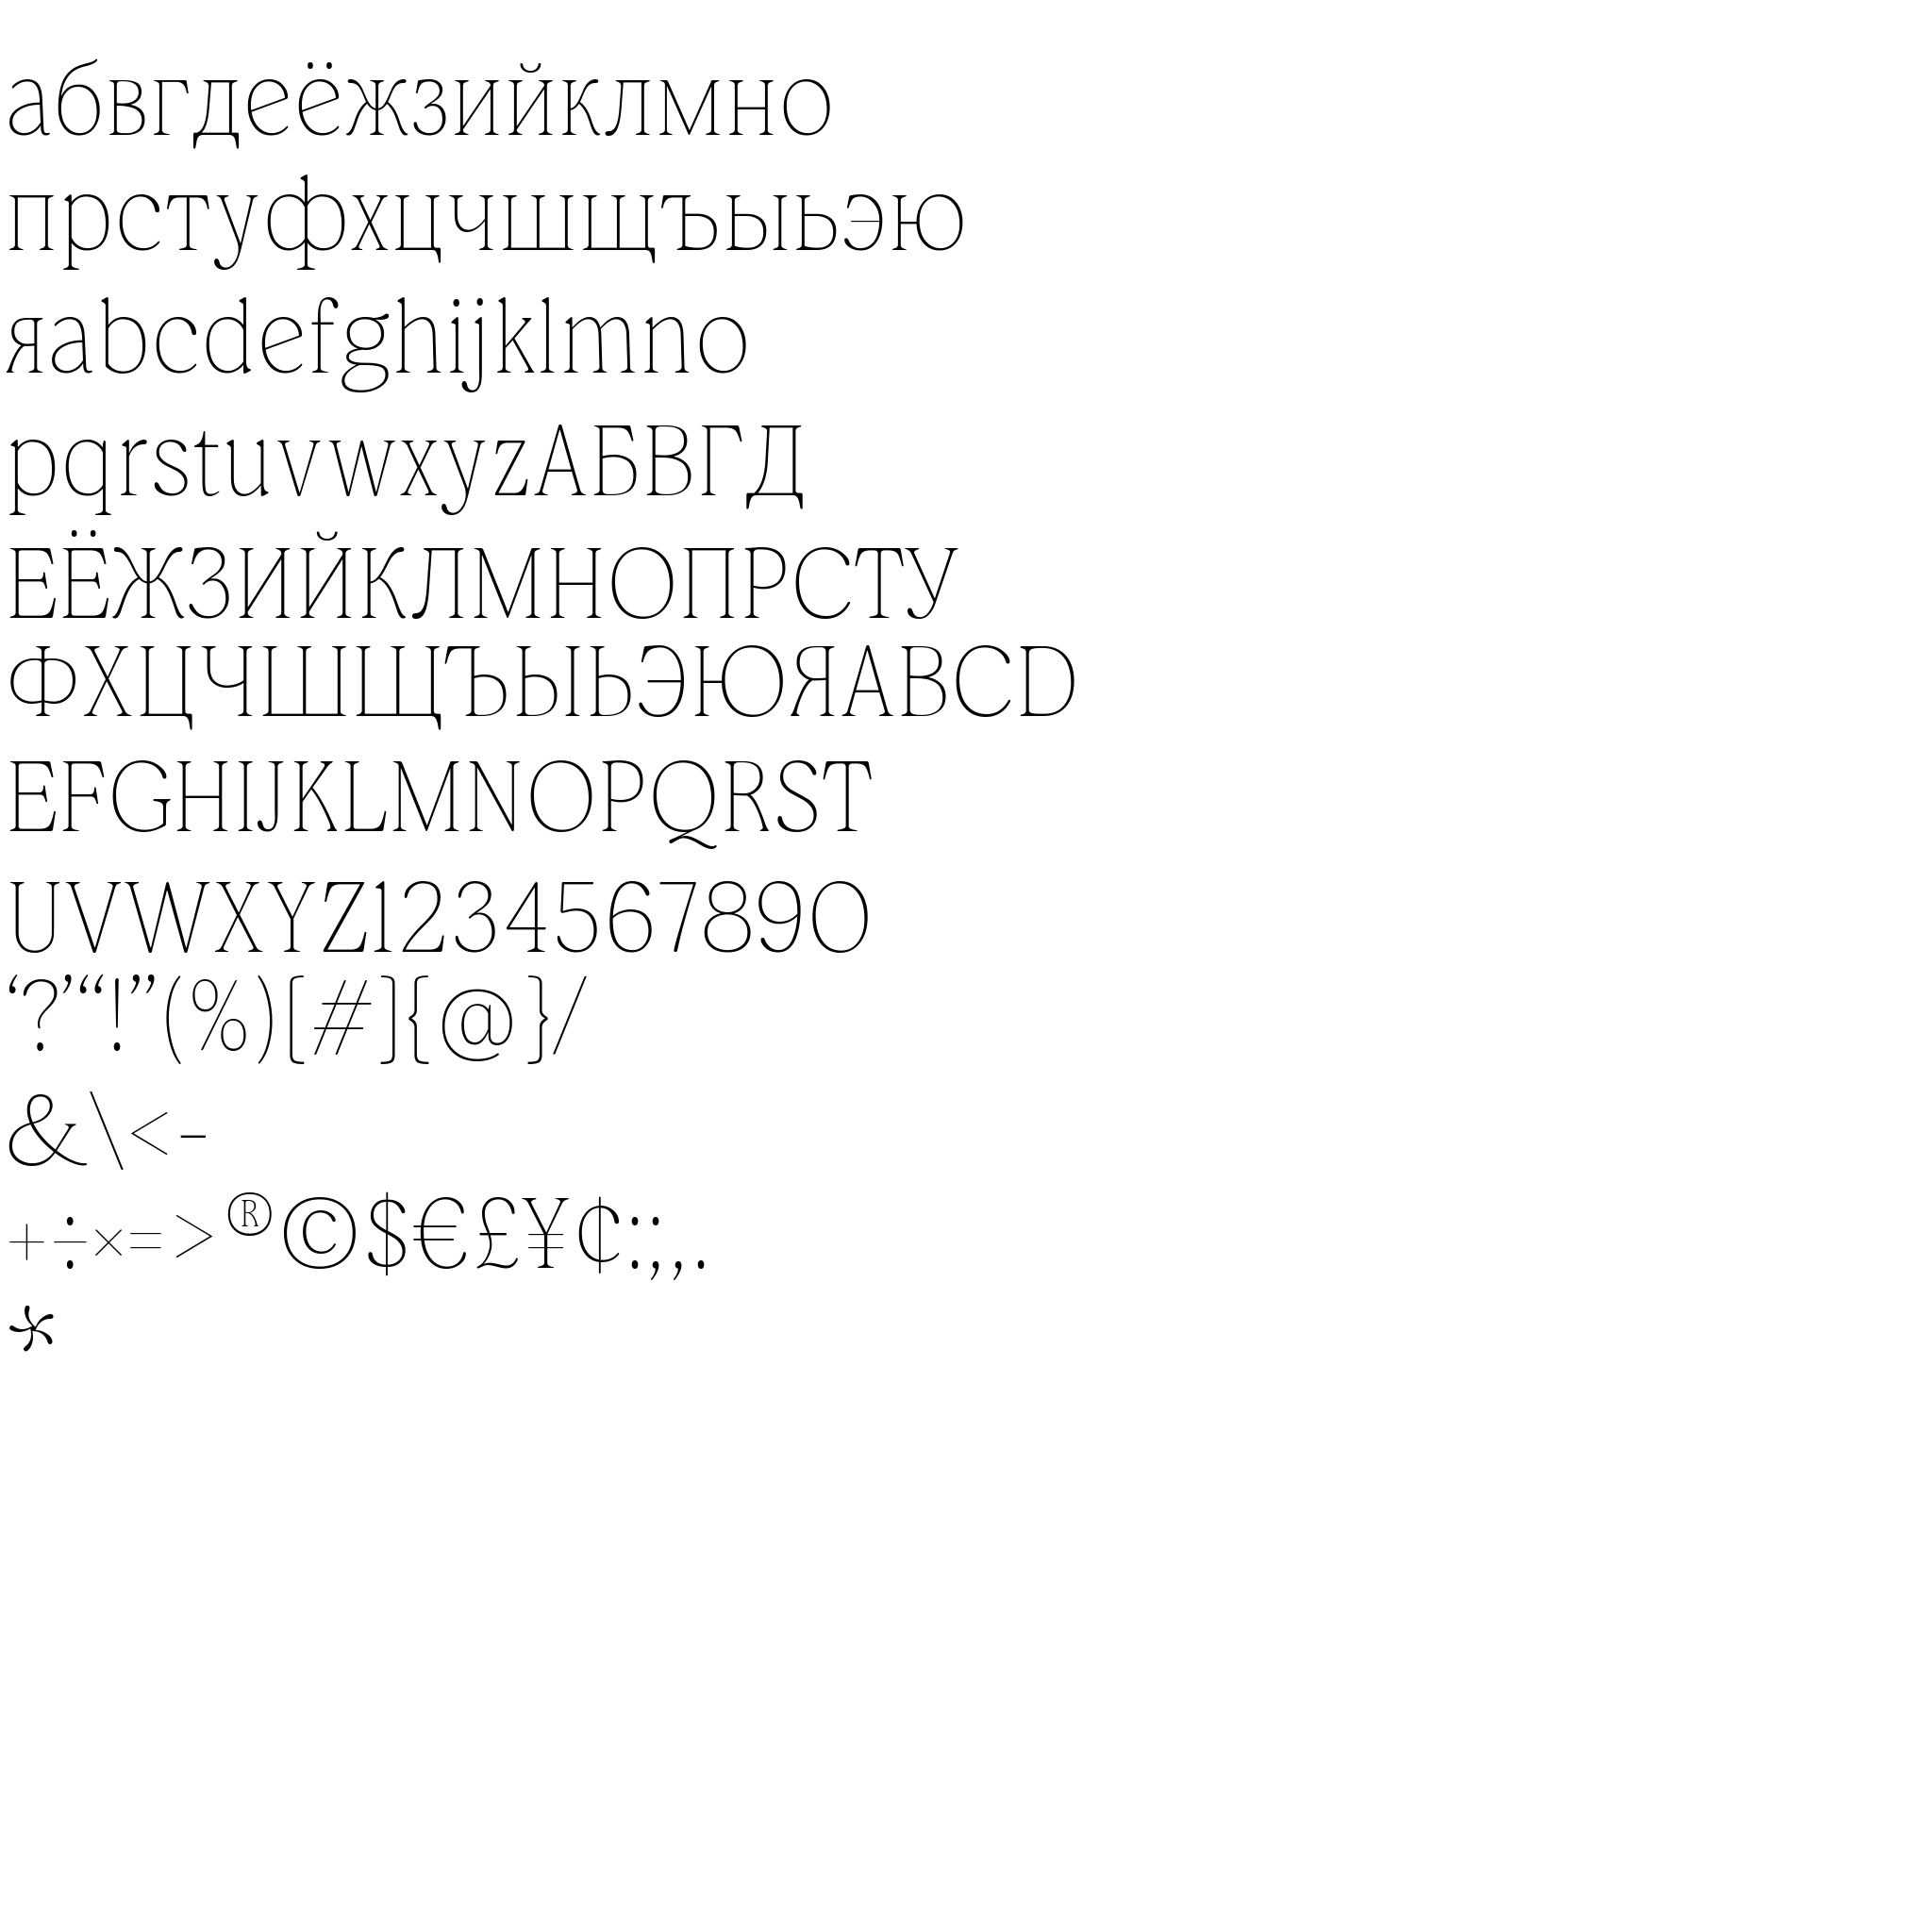 абвгдеёжзийклмно
прстуфхцчшщъыьэю
яabcdefghijklmno
pqrstuvwxyzАБВГД
ЕЁЖЗИЙКЛМНОПРСТУ
ФХЦЧШЩЪЫЬЭЮЯABCD
EFGHIJKLMNOPQRST
UVWXYZ1234567890
‘?’“!”(%)[#]{@}/
&\<-
+÷×=>®©$€£¥¢:;,.
*